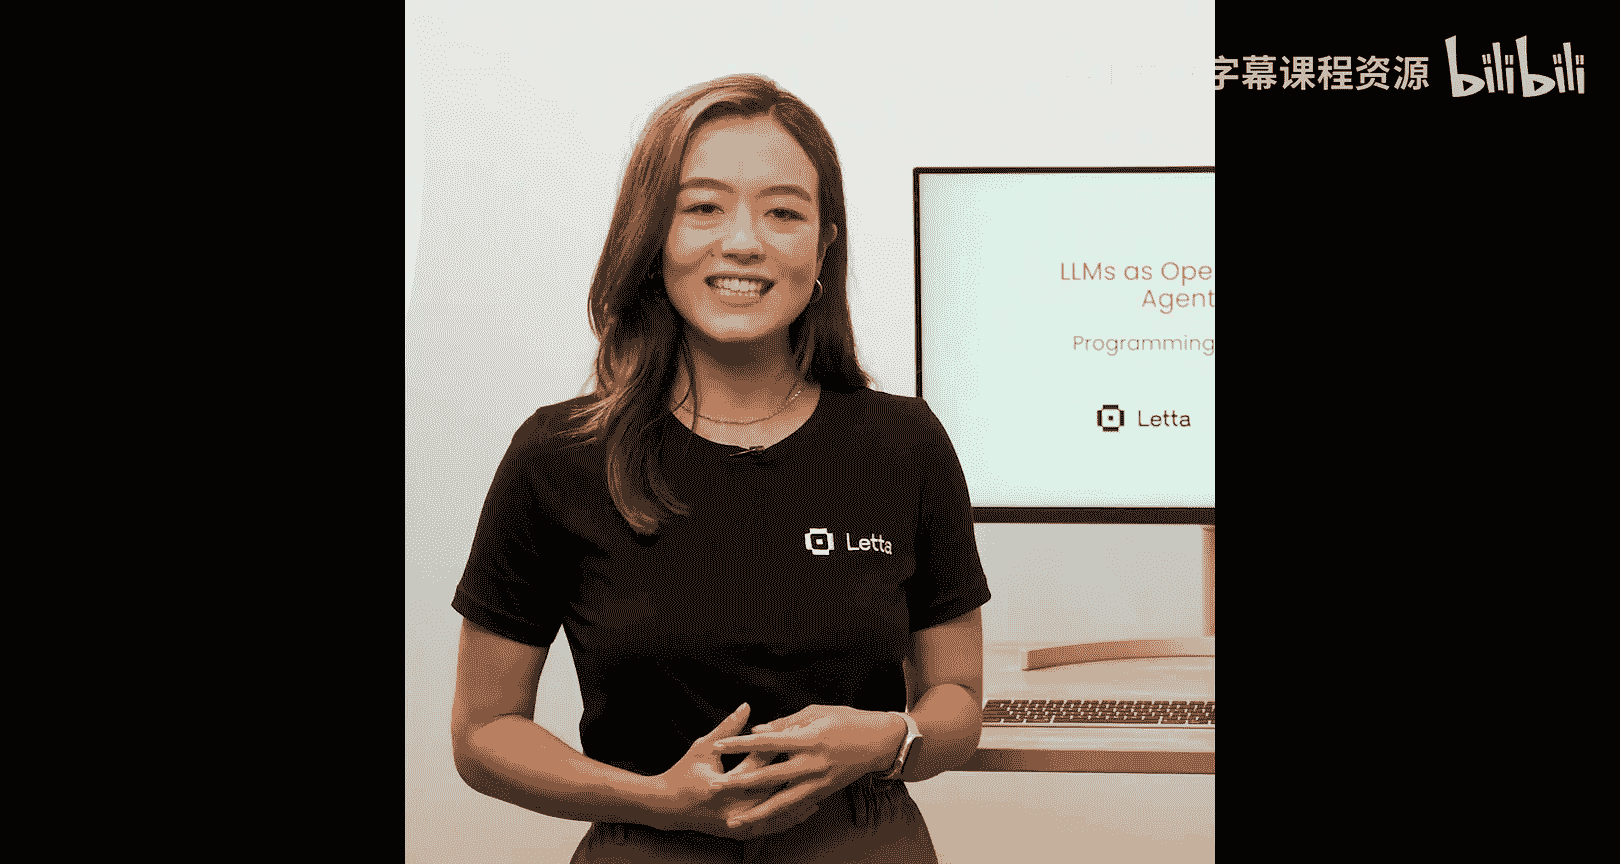 字幕课程资源 bilibili
LLMs as Ope
Agent
Programming
Letta
Letta